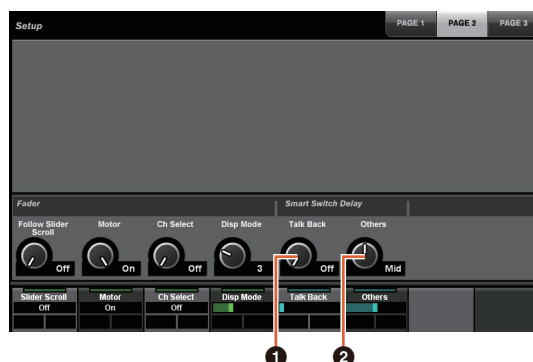 Setup
PAGE 1 PAGE 2 PAGE 3
Fader Smart Switch Delay
Follow Slider Scroll Motor Ch Select Disp Mode Talk Back Others
Off On Off 3 Off Mid
Slider Scroll Motor Ch Select Disp Mode Talk Back Others
Off On Off
1 2